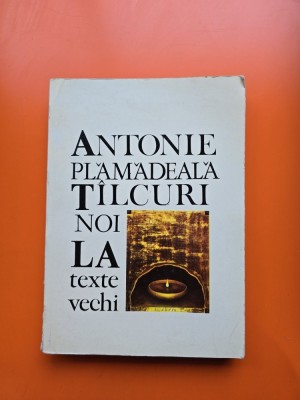 ANTONIE
PLĂMĂDEALĂ
TÎLCURI
NOI
LA
texte
vechi